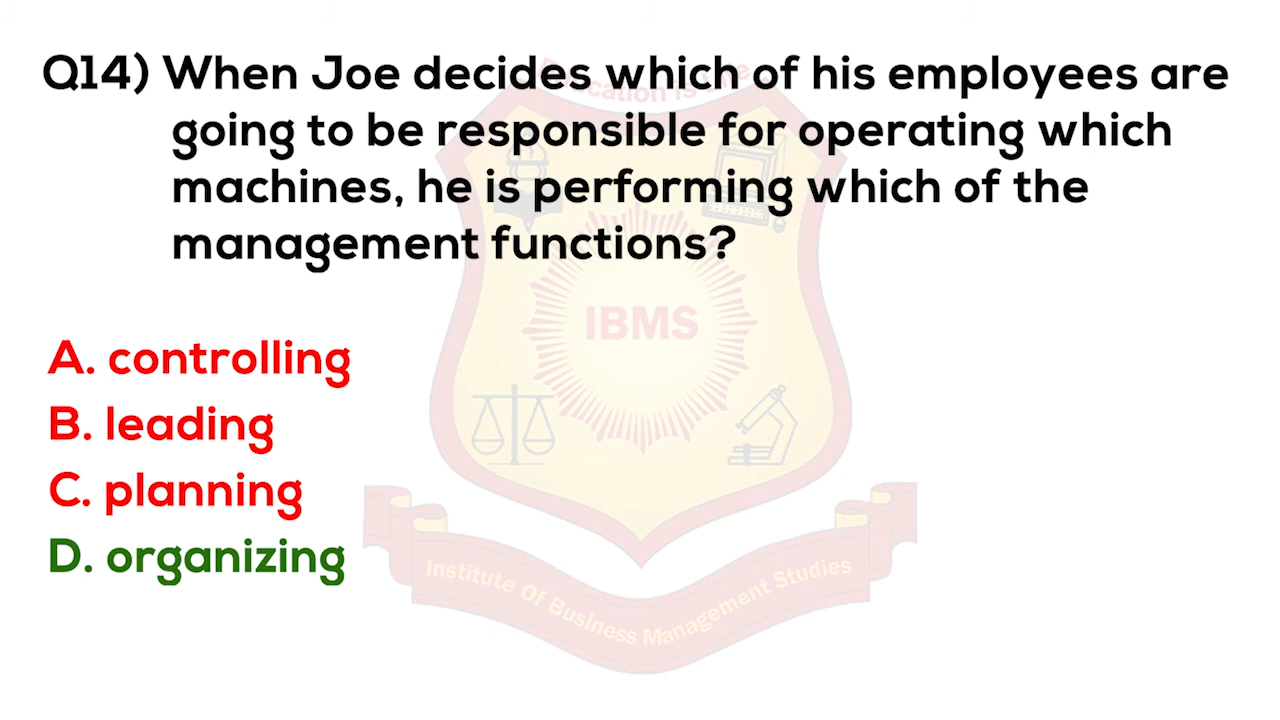 Q14) When Joe decides which of his employees are
going to be responsible for operating which
machines, he is performing which of the
management functions?
IBMS
A. controlling
B. leading
C. planning
D. organizing
Institute Of Business Management Studies